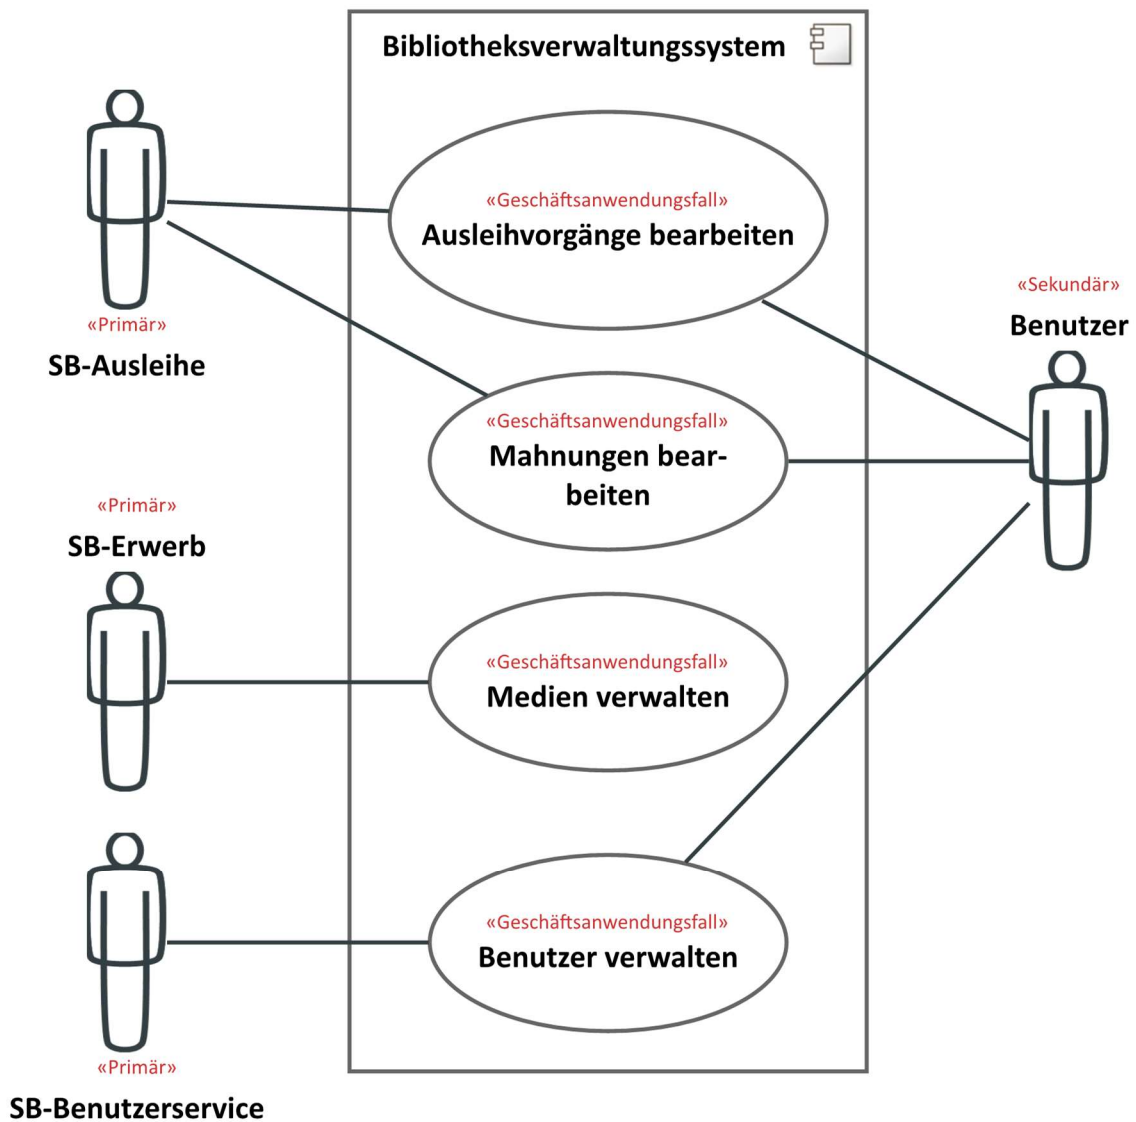 Bibliotheksverwaltungssystem
«Geschäftsanwendungsfall»
Ausleihvorgänge bearbeiten
«Primär»
SB-Ausleihe
«Sekundär»
Benutzer
«Geschäftsanwendungsfall»
Mahnungen bear-
beiten
«Primär»
SB-Erwerb
«Geschäftsanwendungsfall»
Medien verwalten
«Geschäftsanwendungsfall»
Benutzer verwalten
«Primär»
SB-Benutzerservice